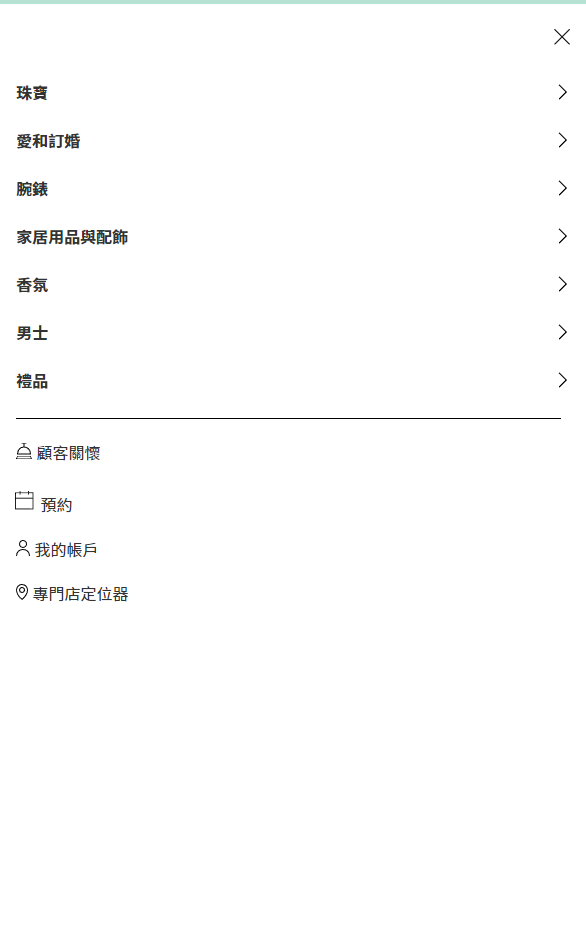 珠寶
愛和訂婚
腕錶
家居用品與配飾
香氛
男士
禮品
顧客關懷
預約
我的帳戶
專門店定位器